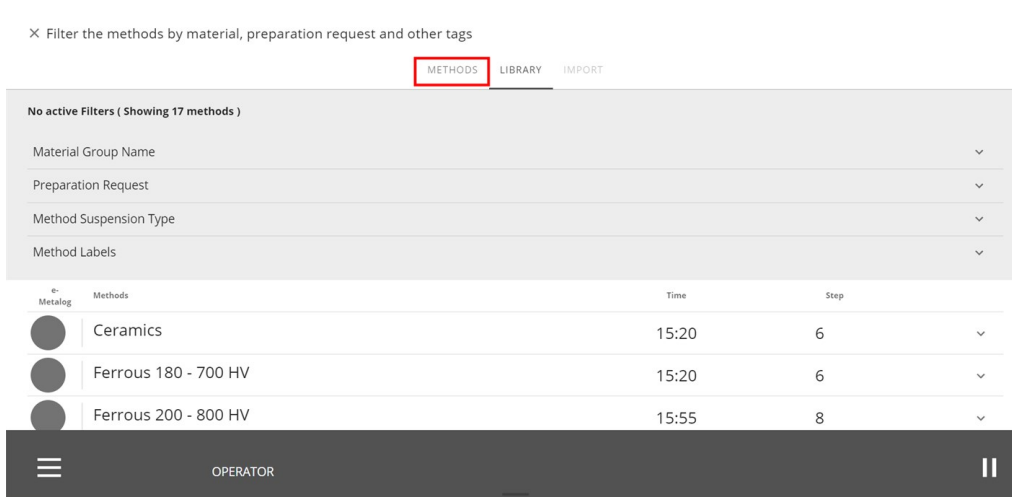 × Filter the methods by material, preparation request and other tags
METHODS LIBRARY IMPORT
No active Filters ( Showing 17 methods )
Material Group Name
Preparation Request
Method Suspension Type
Method Labels
e-
Metalog Methods Time Step
Ceramics 15:20 6
Ferrous 180 - 700 HV 15:20 6
Ferrous 200 - 800 HV 15:55 8
OPERATOR